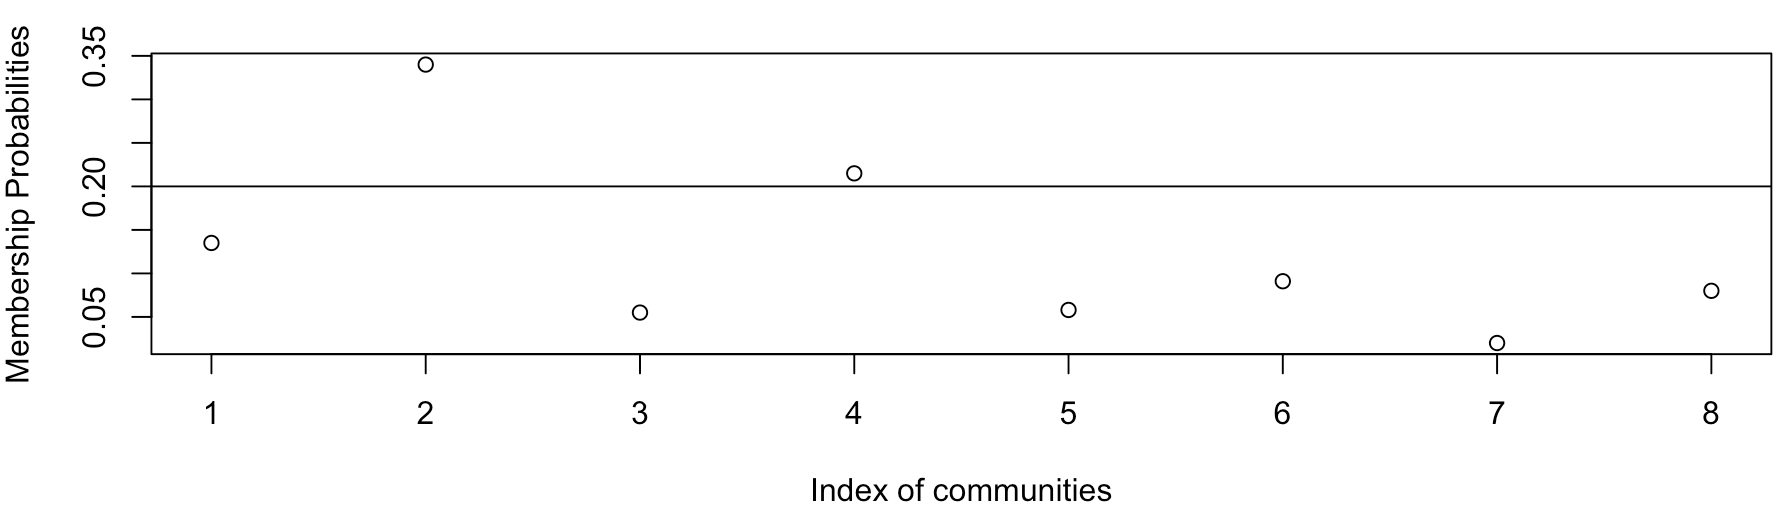 Membership Probabilities
0.35
0.20
0.05
1 2 3 4 5 6 7 8
Index of communities